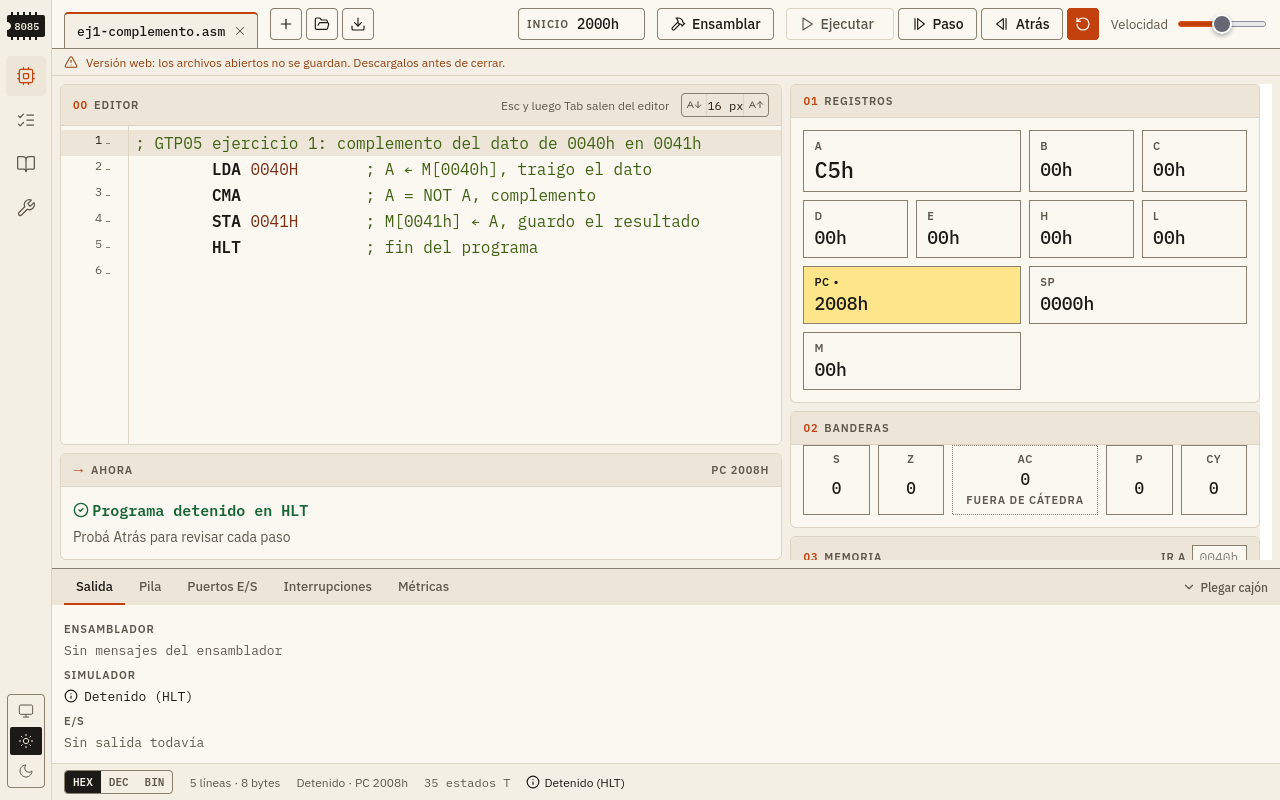 8085
ej1-complemento.asm
INICIO 2000h
Ensamblar
Ejecutar
Paso
Atrás
Velocidad
Versión web: los archivos abiertos no se guardan. Descargalos antes de cerrar.
00 EDITOR
Esc y luego Tab salen del editor
A↓ 16 px A↑
1 ; GTP05 ejercicio 1: complemento del dato de 0040h en 0041h
2 LDA 0040H ; A ← M[0040h], traigo el dato
3 CMA ; A = NOT A, complemento
4 STA 0041H ; M[0041h] ← A, guardo el resultado
5 HLT ; fin del programa
6
→ AHORA
PC 2008H
Programa detenido en HLT
Probá Atrás para revisar cada paso
01 REGISTROS
A
C5h
B
00h
C
00h
D
00h
E
00h
H
00h
L
00h
PC •
2008h
SP
0000h
M
00h
02 BANDERAS
S
0
Z
0
AC
0
FUERA DE CÁTEDRA
P
0
CY
0
03 MEMORIA
IR A 0040h
Salida
Pila
Puertos E/S
Interrupciones
Métricas
Plegar cajón
ENSAMBLADOR
Sin mensajes del ensamblador
SIMULADOR
Detenido (HLT)
E/S
Sin salida todavía
HEX DEC BIN
5 líneas · 8 bytes
Detenido · PC 2008h
35 estados T
Detenido (HLT)